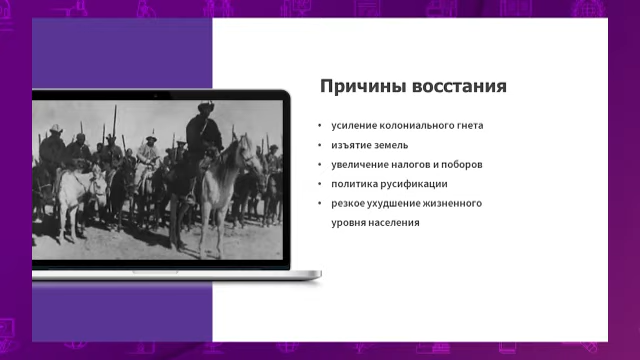 Причины восстания
• усиление колониального гнета
• изъятие земель
• увеличение налогов и поборов
• политика русификации
• резкое ухудшение жизненного
уровня населения